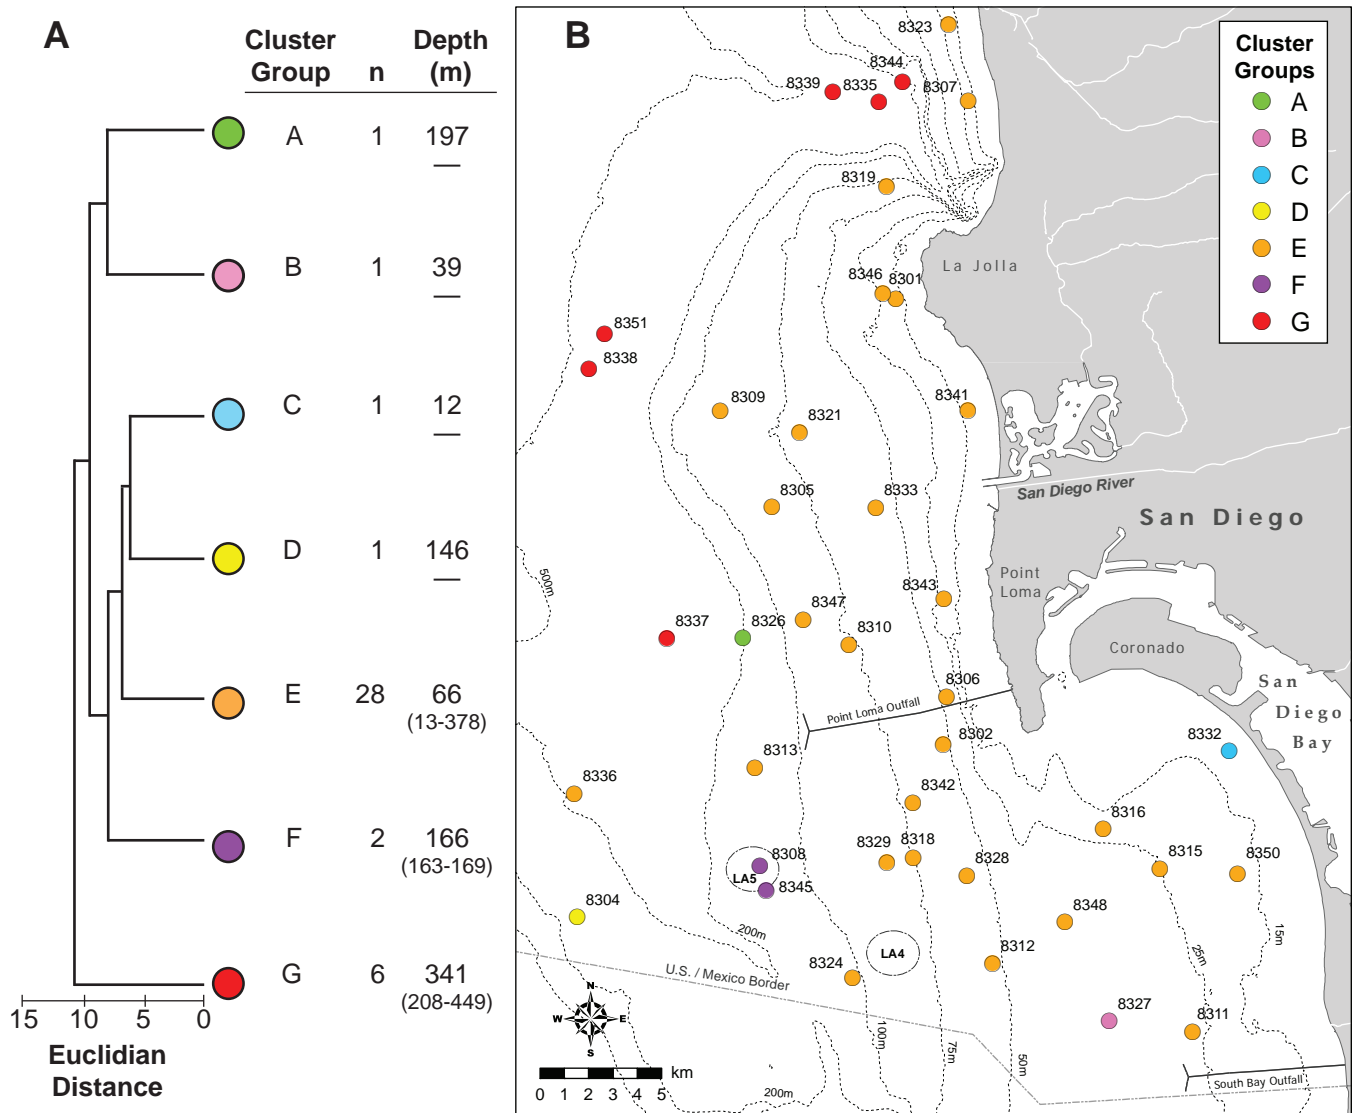 A
Cluster Group
n
Depth (m)
A 1 197
—
B 1 39
—
C 1 12
—
D 1 146
—
E 28 66
(13-378)
F 2 166
(163-169)
G 6 341
(208-449)
15 10 5 0
Euclidian
Distance
B
Cluster
Groups
A
B
C
D
E
F
G
8323
8344
8339
8335
8307
8319
La Jolla
8346
8301
8351
8338
8309
8321
8341
8305
8333
San Diego River
San Diego
500m
8343
Point
Loma
8347
8337
8326
8310
Coronado
8306
San
Diego
Bay
Point Loma Outfall
8302
8332
8313
8336
8342
8316
8329
8318
8308
8328
8315
8350
LA5
8345
8304
8348
200m
15m
25m
8312
LA4
8324
U.S. / Mexico Border
N
W E
S
8327
8311
100m
75m
50m
km
0 1 2 3 4 5
200m
South Bay Outfall